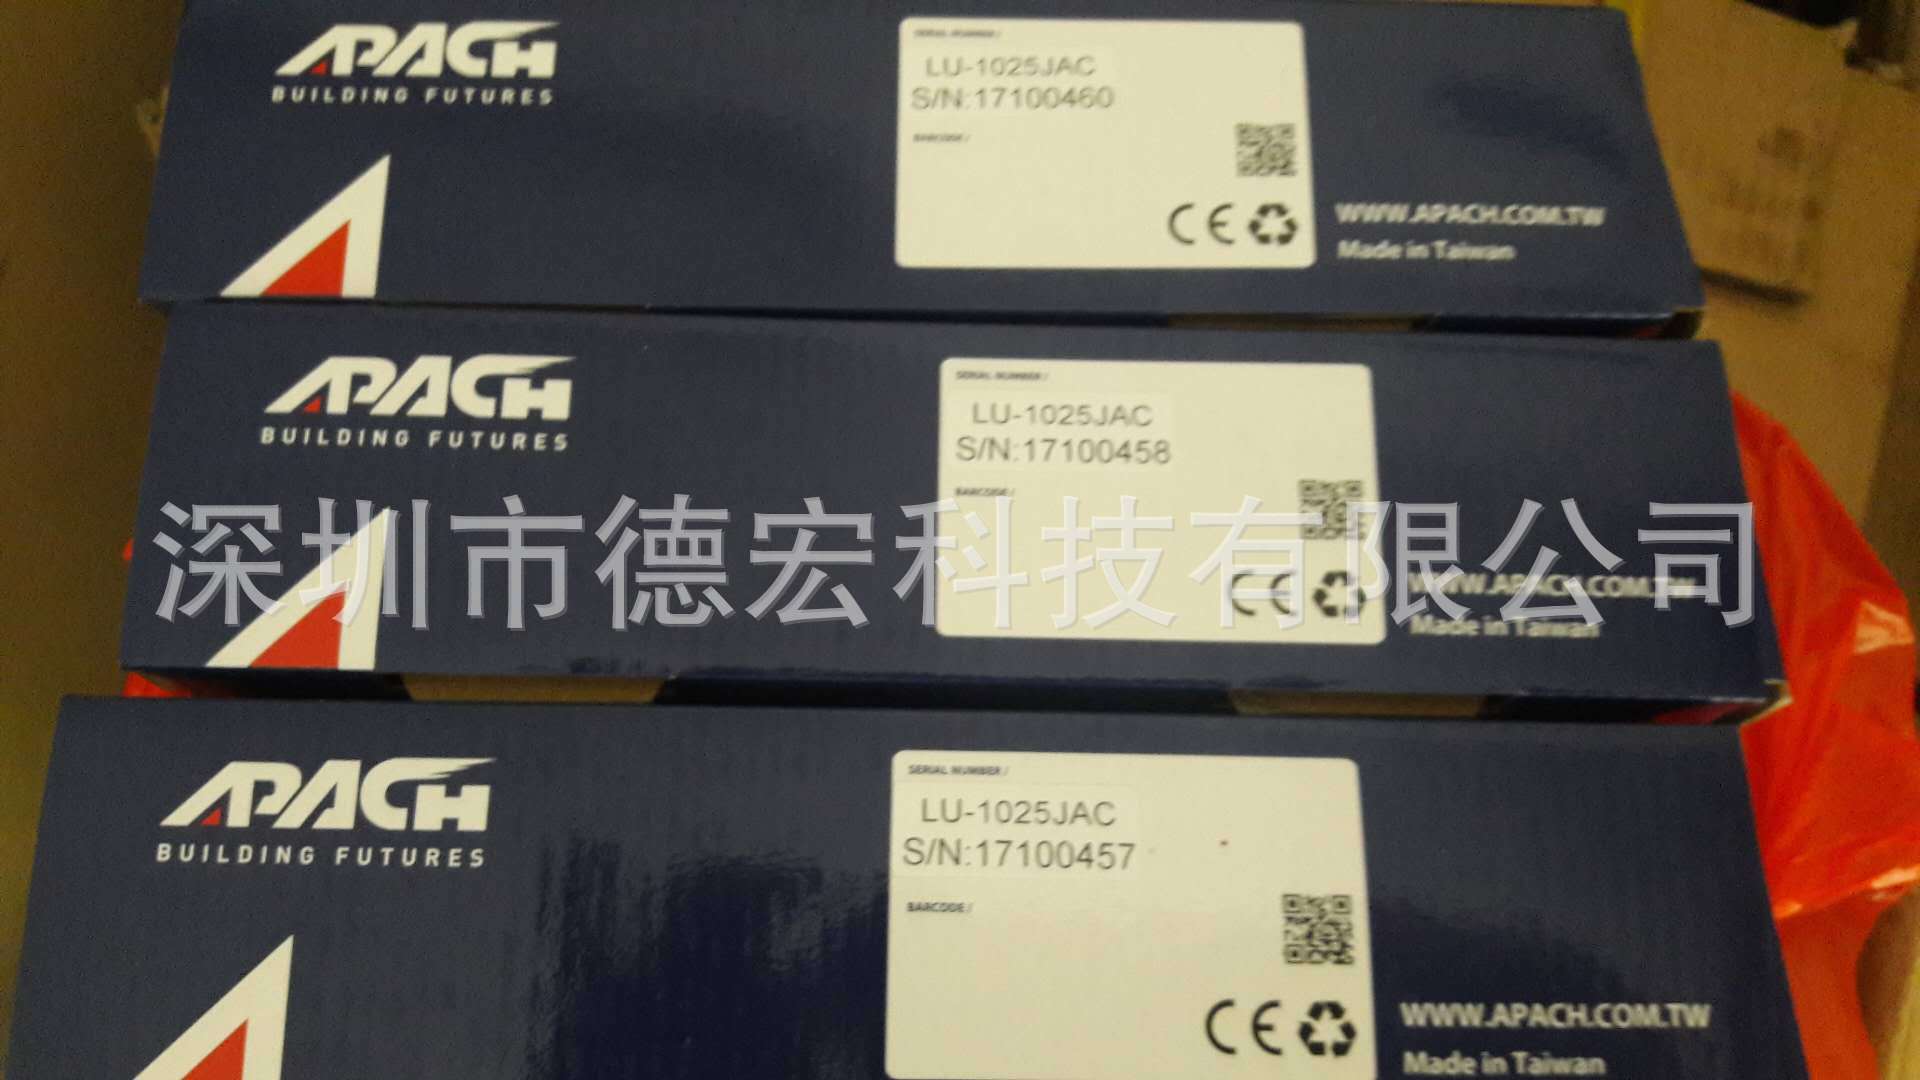 APACH
BUILDING FUTURES
SERIAL NUMBER /
LU-1025JAC
S/N:17100460
BARCODE /
CE
WWW.APACH.COM.TW
Made in Taiwan
APACH
BUILDING FUTURES
SERIAL NUMBER /
LU-1025JAC
S/N:17100458
BARCODE /
深圳市德宏科技有限公司
CE
WWW.APACH.COM.TW
Made in Taiwan
APACH
BUILDING FUTURES
SERIAL NUMBER /
LU-1025JAC
S/N:17100457
BARCODE /
CE
WWW.APACH.COM.TW
Made in Taiwan